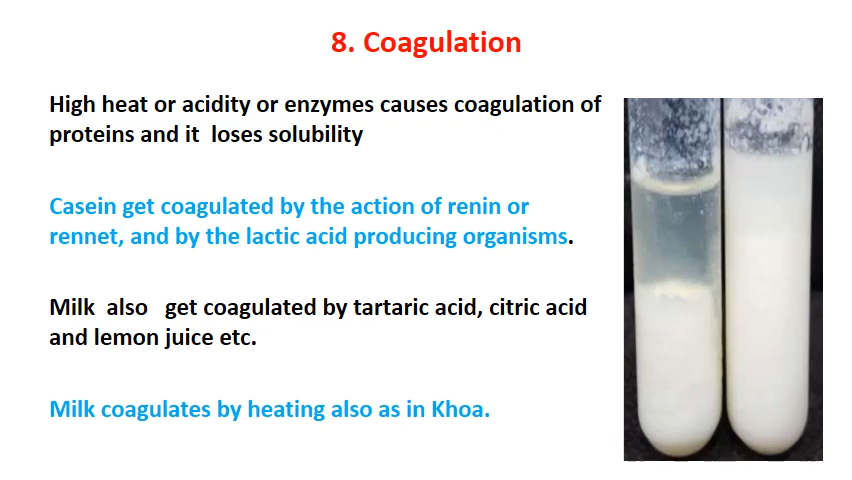 8. Coagulation
High heat or acidity or enzymes causes coagulation of
proteins and it  loses solubility
Casein get coagulated by the action of renin or
rennet, and by the lactic acid producing organisms.
Milk  also   get coagulated by tartaric acid, citric acid
and lemon juice etc.
Milk coagulates by heating also as in Khoa.